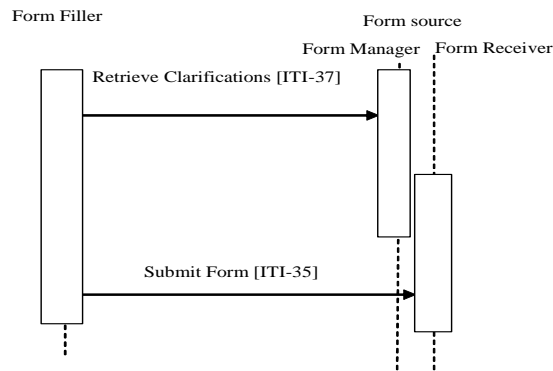 Form Filler
Form source
Form Manager
Form Receiver
Retrieve Clarifications [ITI-37]
Submit Form [ITI-35]